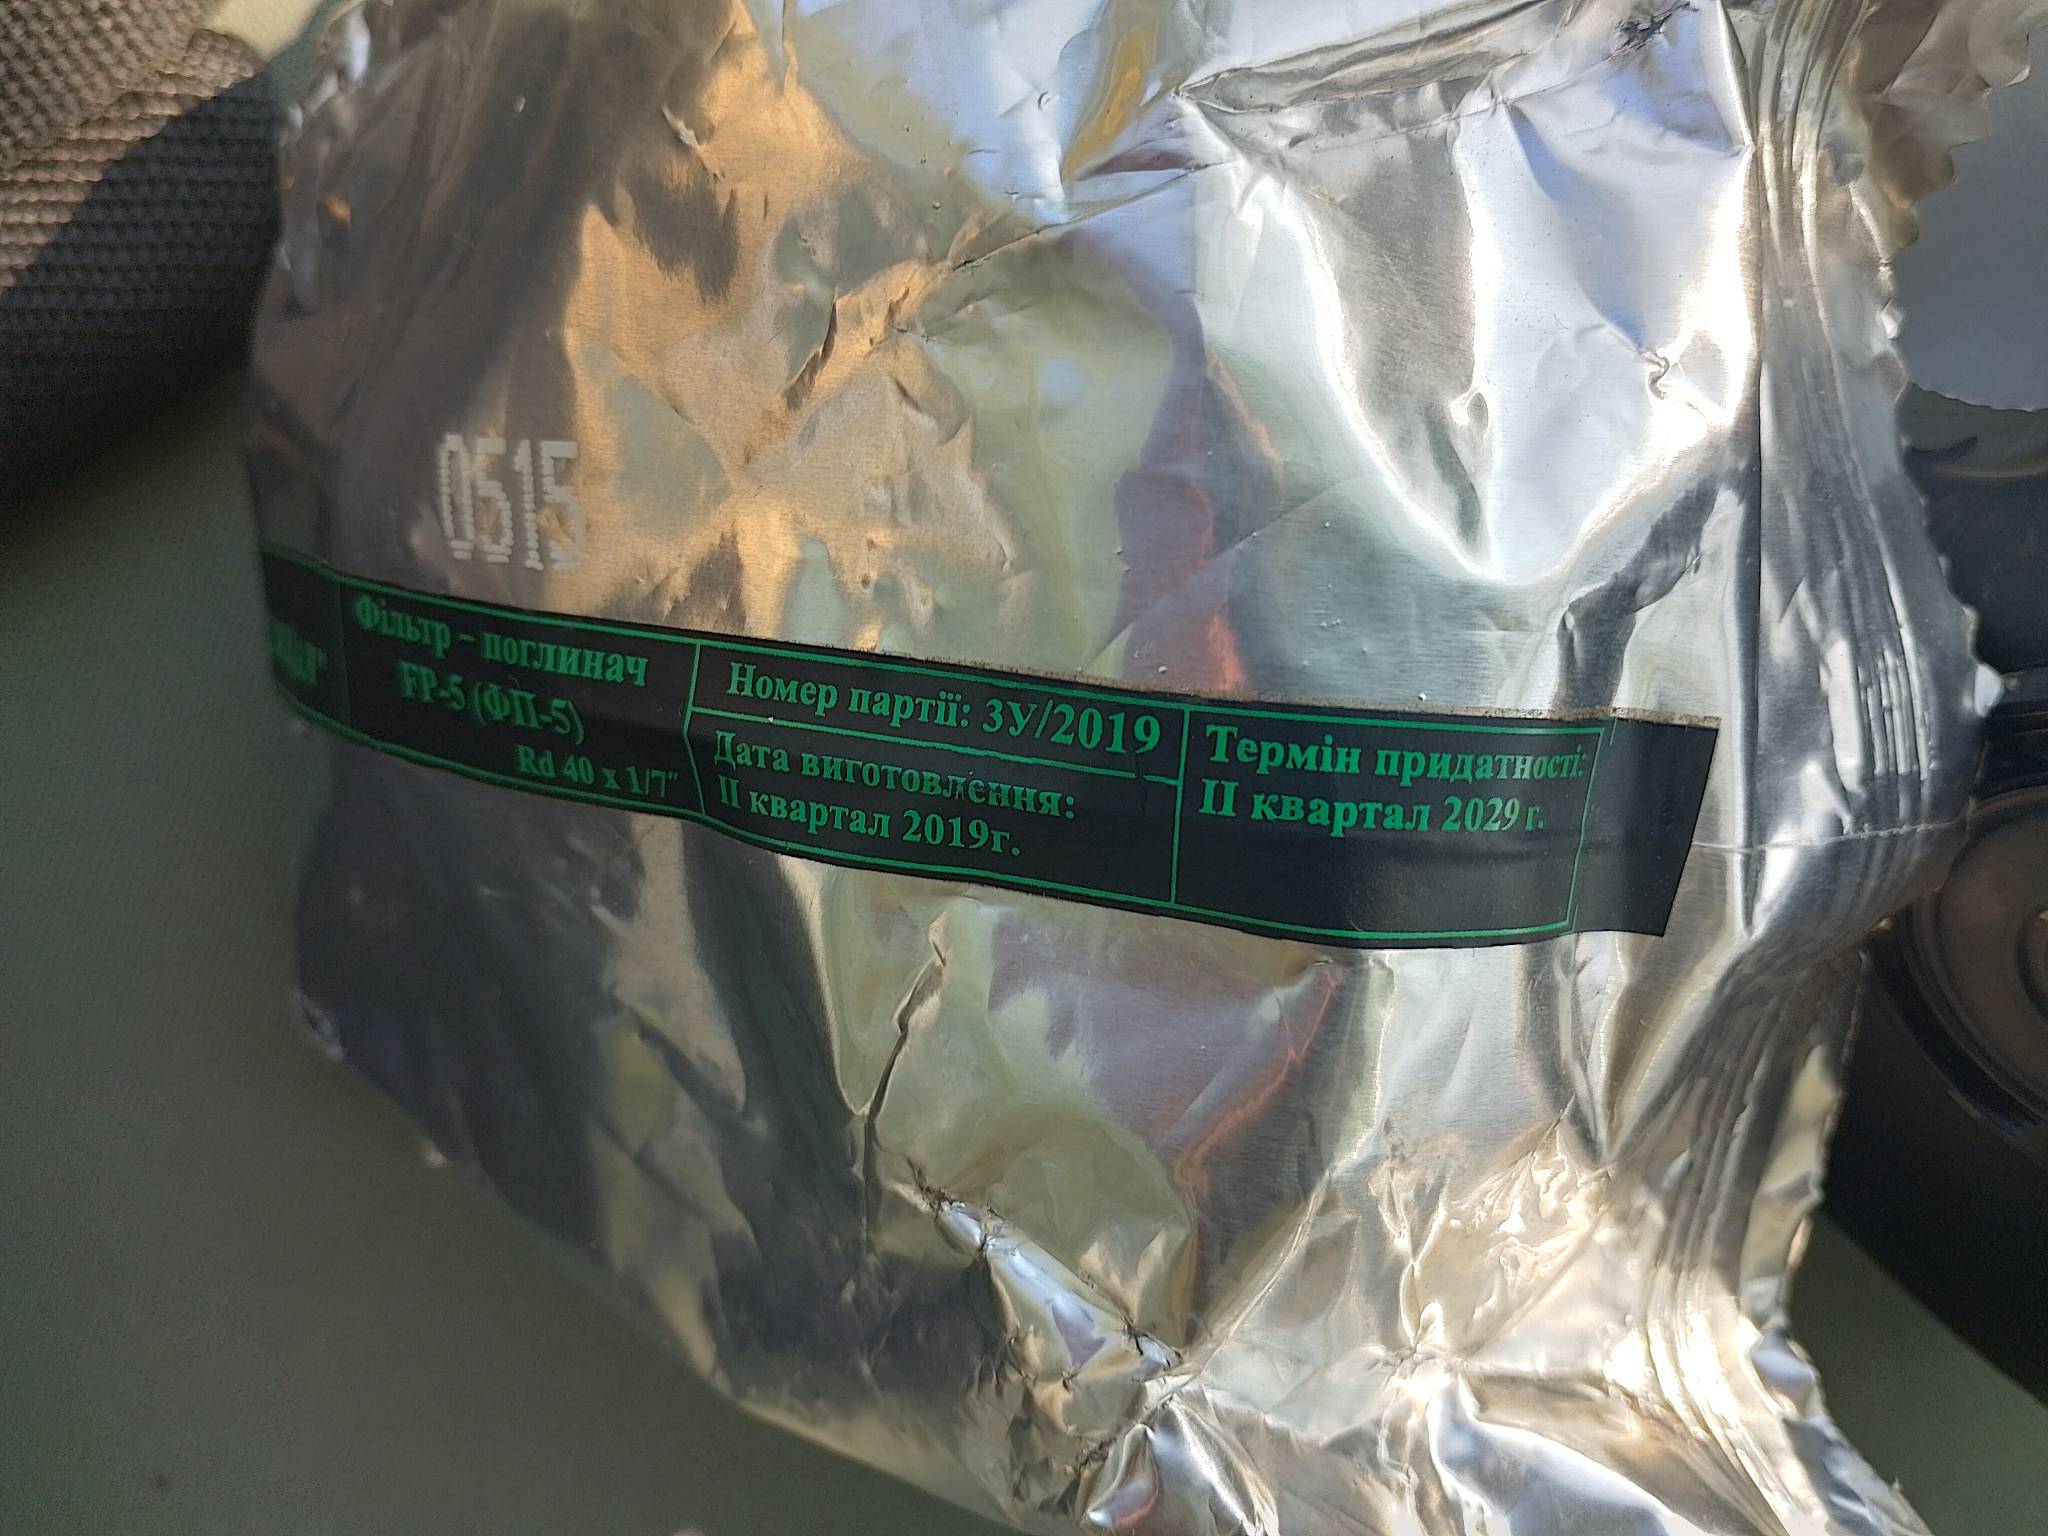 0515
Фільтр – поглинач
FP-5 (ФП-5)
Rd 40 x 1/7"
Номер партії: 3У/2019
Дата виготовлення:
II квартал 2019г.
Термін придатності:
II квартал 2029 г.